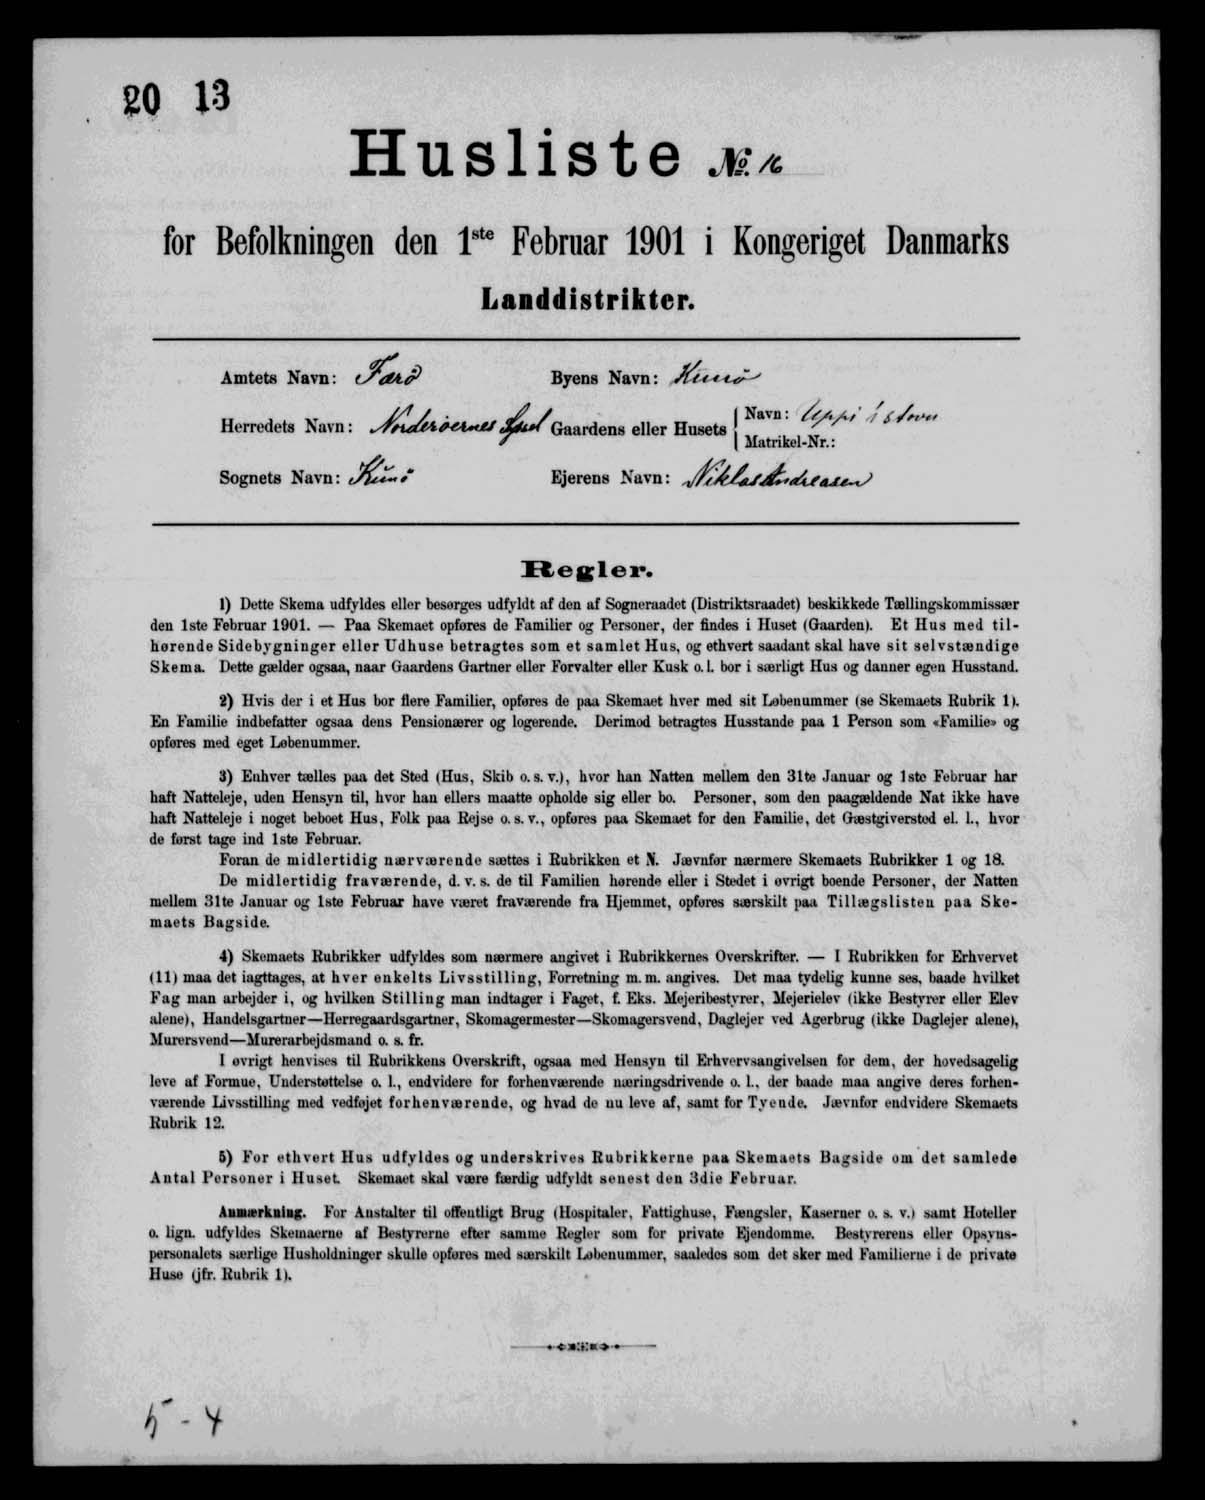 20 13
Husliste No. 16
for Befolkningen den 1ste Februar 1901 i Kongeriget Danmarks
Landdistrikter.
Amtets Navn: Færö Byens Navn: Kunö
Herredets Navn: Norderöernes Syssel Gaardens eller Husets Navn: Uppi í stovu
Matrikel-Nr.:
Sognets Navn: Kunö Ejerens Navn: Niklas Andreasen
Regler.
1) Dette Skema udfyldes eller besørges udfyldt af den af Sogneraadet (Distriktsraadet) beskikkede Tællingskommissær
den 1ste Februar 1901. — Paa Skemaet opføres de Familier og Personer, der findes i Huset (Gaarden). Et Hus med til-
hørende Sidebygninger eller Udhuse betragtes som et samlet Hus, og ethvert saadant skal have sit selvstændige
Skema. Dette gælder ogsaa, naar Gaardens Gartner eller Forvalter eller Kusk o. l. bor i særligt Hus og danner egen Husstand.
2) Hvis der i et Hus bor flere Familier, opføres de paa Skemaet hver med sit Løbenummer (se Skemaets Rubrik 1).
En Familie indbefatter ogsaa dens Pensionærer og logerende. Derimod betragtes Husstande paa 1 Person som «Familie» og
opføres med eget Løbenummer.
3) Enhver tælles paa det Sted (Hus, Skib o. s. v.), hvor han Natten mellem den 31te Januar og 1ste Februar har
haft Natteleje, uden Hensyn til, hvor han ellers maatte opholde sig eller bo. Personer, som den paagældende Nat ikke have
haft Natteleje i noget beboet Hus, Folk paa Rejse o. s. v., opføres paa Skemaet for den Familie, det Gæstgiversted el. l., hvor
de først tage ind 1ste Februar.
Foran de midlertidig nærværende sættes i Rubrikken et N. Jævnfør nærmere Skemaets Rubrikker 1 og 18.
De midlertidig fraværende, d. v. s. de til Familien hørende eller i Stedet i øvrigt boende Personer, der Natten
mellem 31te Januar og 1ste Februar have været fraværende fra Hjemmet, opføres særskilt paa Tillægslisten paa Ske-
maets Bagside.
4) Skemaets Rubrikker udfyldes som nærmere angivet i Rubrikkernes Overskrifter. — I Rubrikken for Erhvervet
(11) maa det iagttages, at hver enkelts Livsstilling, Forretning m. m. angives. Det maa tydelig kunne ses, baade hvilket
Fag man arbejder i, og hvilken Stilling man indtager i Faget, f. Eks. Mejeribestyrer, Mejerielev (ikke Bestyrer eller Elev
alene), Handelsgartner—Herregaardsgartner, Skomagermester—Skomagersvend, Daglejer ved Agerbrug (ikke Daglejer alene),
Murersvend—Murerarbejdsmand o. s. fr.
I øvrigt henvises til Rubrikkens Overskrift, ogsaa med Hensyn til Erhvervsangivelsen for dem, der hovedsagelig
leve af Formue, Understøttelse o. l., endvidere for forhenværende næringsdrivende o. l., der baade maa angive deres forhen-
værende Livsstilling med vedføjet forhenværende, og hvad de nu leve af, samt for Tyende. Jævnfør endvidere Skemaets
Rubrik 12.
5) For ethvert Hus udfyldes og underskrives Rubrikkerne paa Skemaets Bagside om det samlede
Antal Personer i Huset. Skemaet skal være færdig udfyldt senest den 3die Februar.
Anmærkning. For Anstalter til offentligt Brug (Hospitaler, Fattighuse, Fængsler, Kaserner o. s. v.) samt Hoteller
o. lign. udfyldes Skemaerne af Bestyrerne efter samme Regler som for private Ejendomme. Bestyrerens eller Opsyns-
personalets særlige Husholdninger skulle opføres med særskilt Løbenummer, saaledes som det sker med Familierne i de private
Huse (jfr. Rubrik 1).
5 - 4